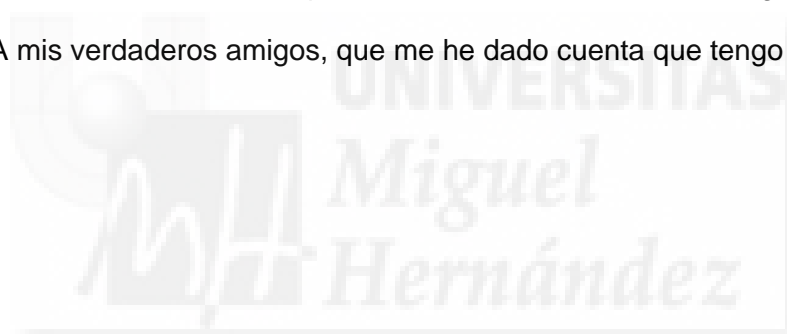 A mis verdaderos amigos, que me he dado cuenta que tengo
UNIVERSITAS
Miguel
Hernández